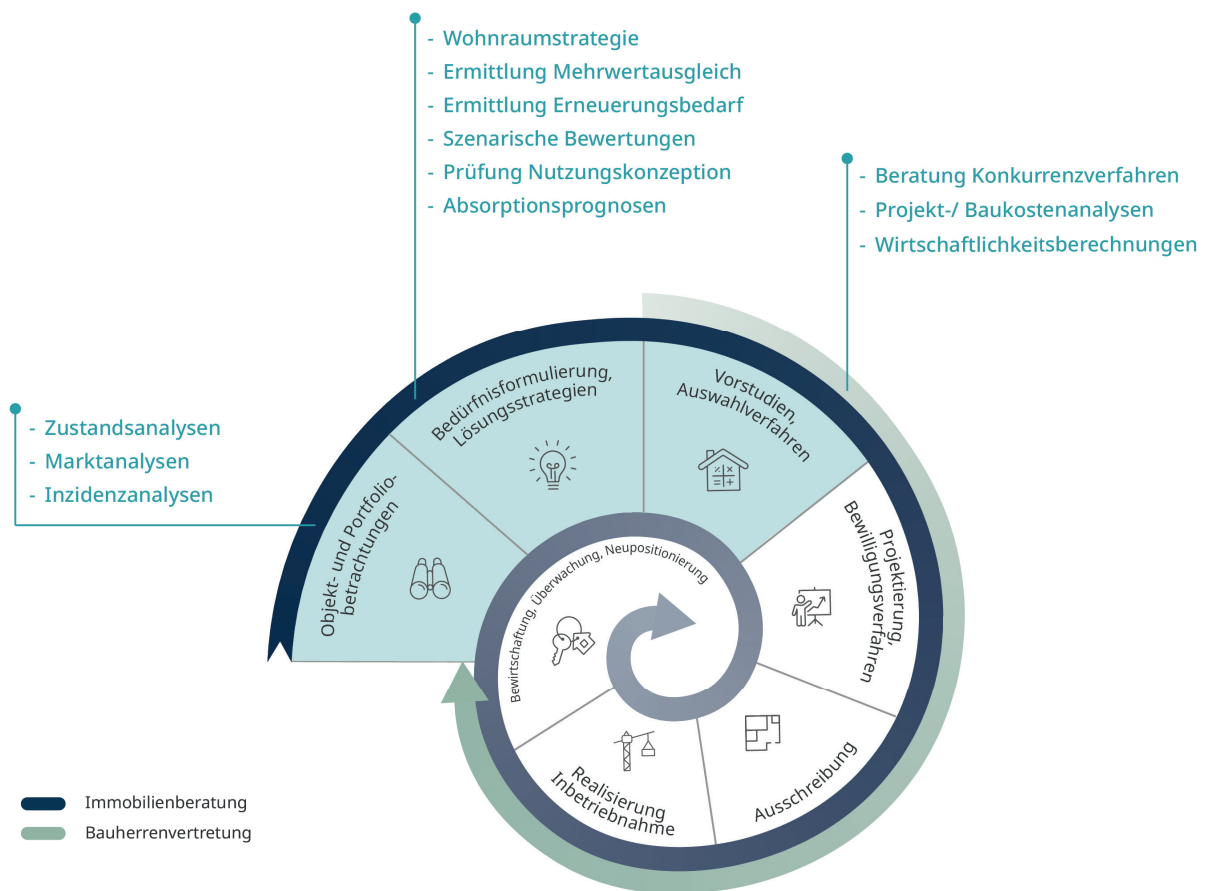 - Wohnraumstrategie
- Ermittlung Mehrwertausgleich
- Ermittlung Erneuerungsbedarf
- Szenarische Bewertungen
- Prüfung Nutzungskonzeption
- Absorptionsprognosen
- Beratung Konkurrenzverfahren
- Projekt-/ Baukostenanalysen
- Wirtschaftlichkeitsberechnungen
- Zustandsanalysen
- Marktanalysen
- Inzidenzanalysen
Objekt- und Portfolio-
betrachtungen
Bedürfnisformulierung,
Lösungsstrategien
Vorstudien,
Auswahlverfahren
Projektierung,
Bewilligungsverfahren
Ausschreibung
Realisierung
Inbetriebnahme
Bewirtschaftung, Überwachung, Neupositionierung
Immobilienberatung
Bauherrenvertretung